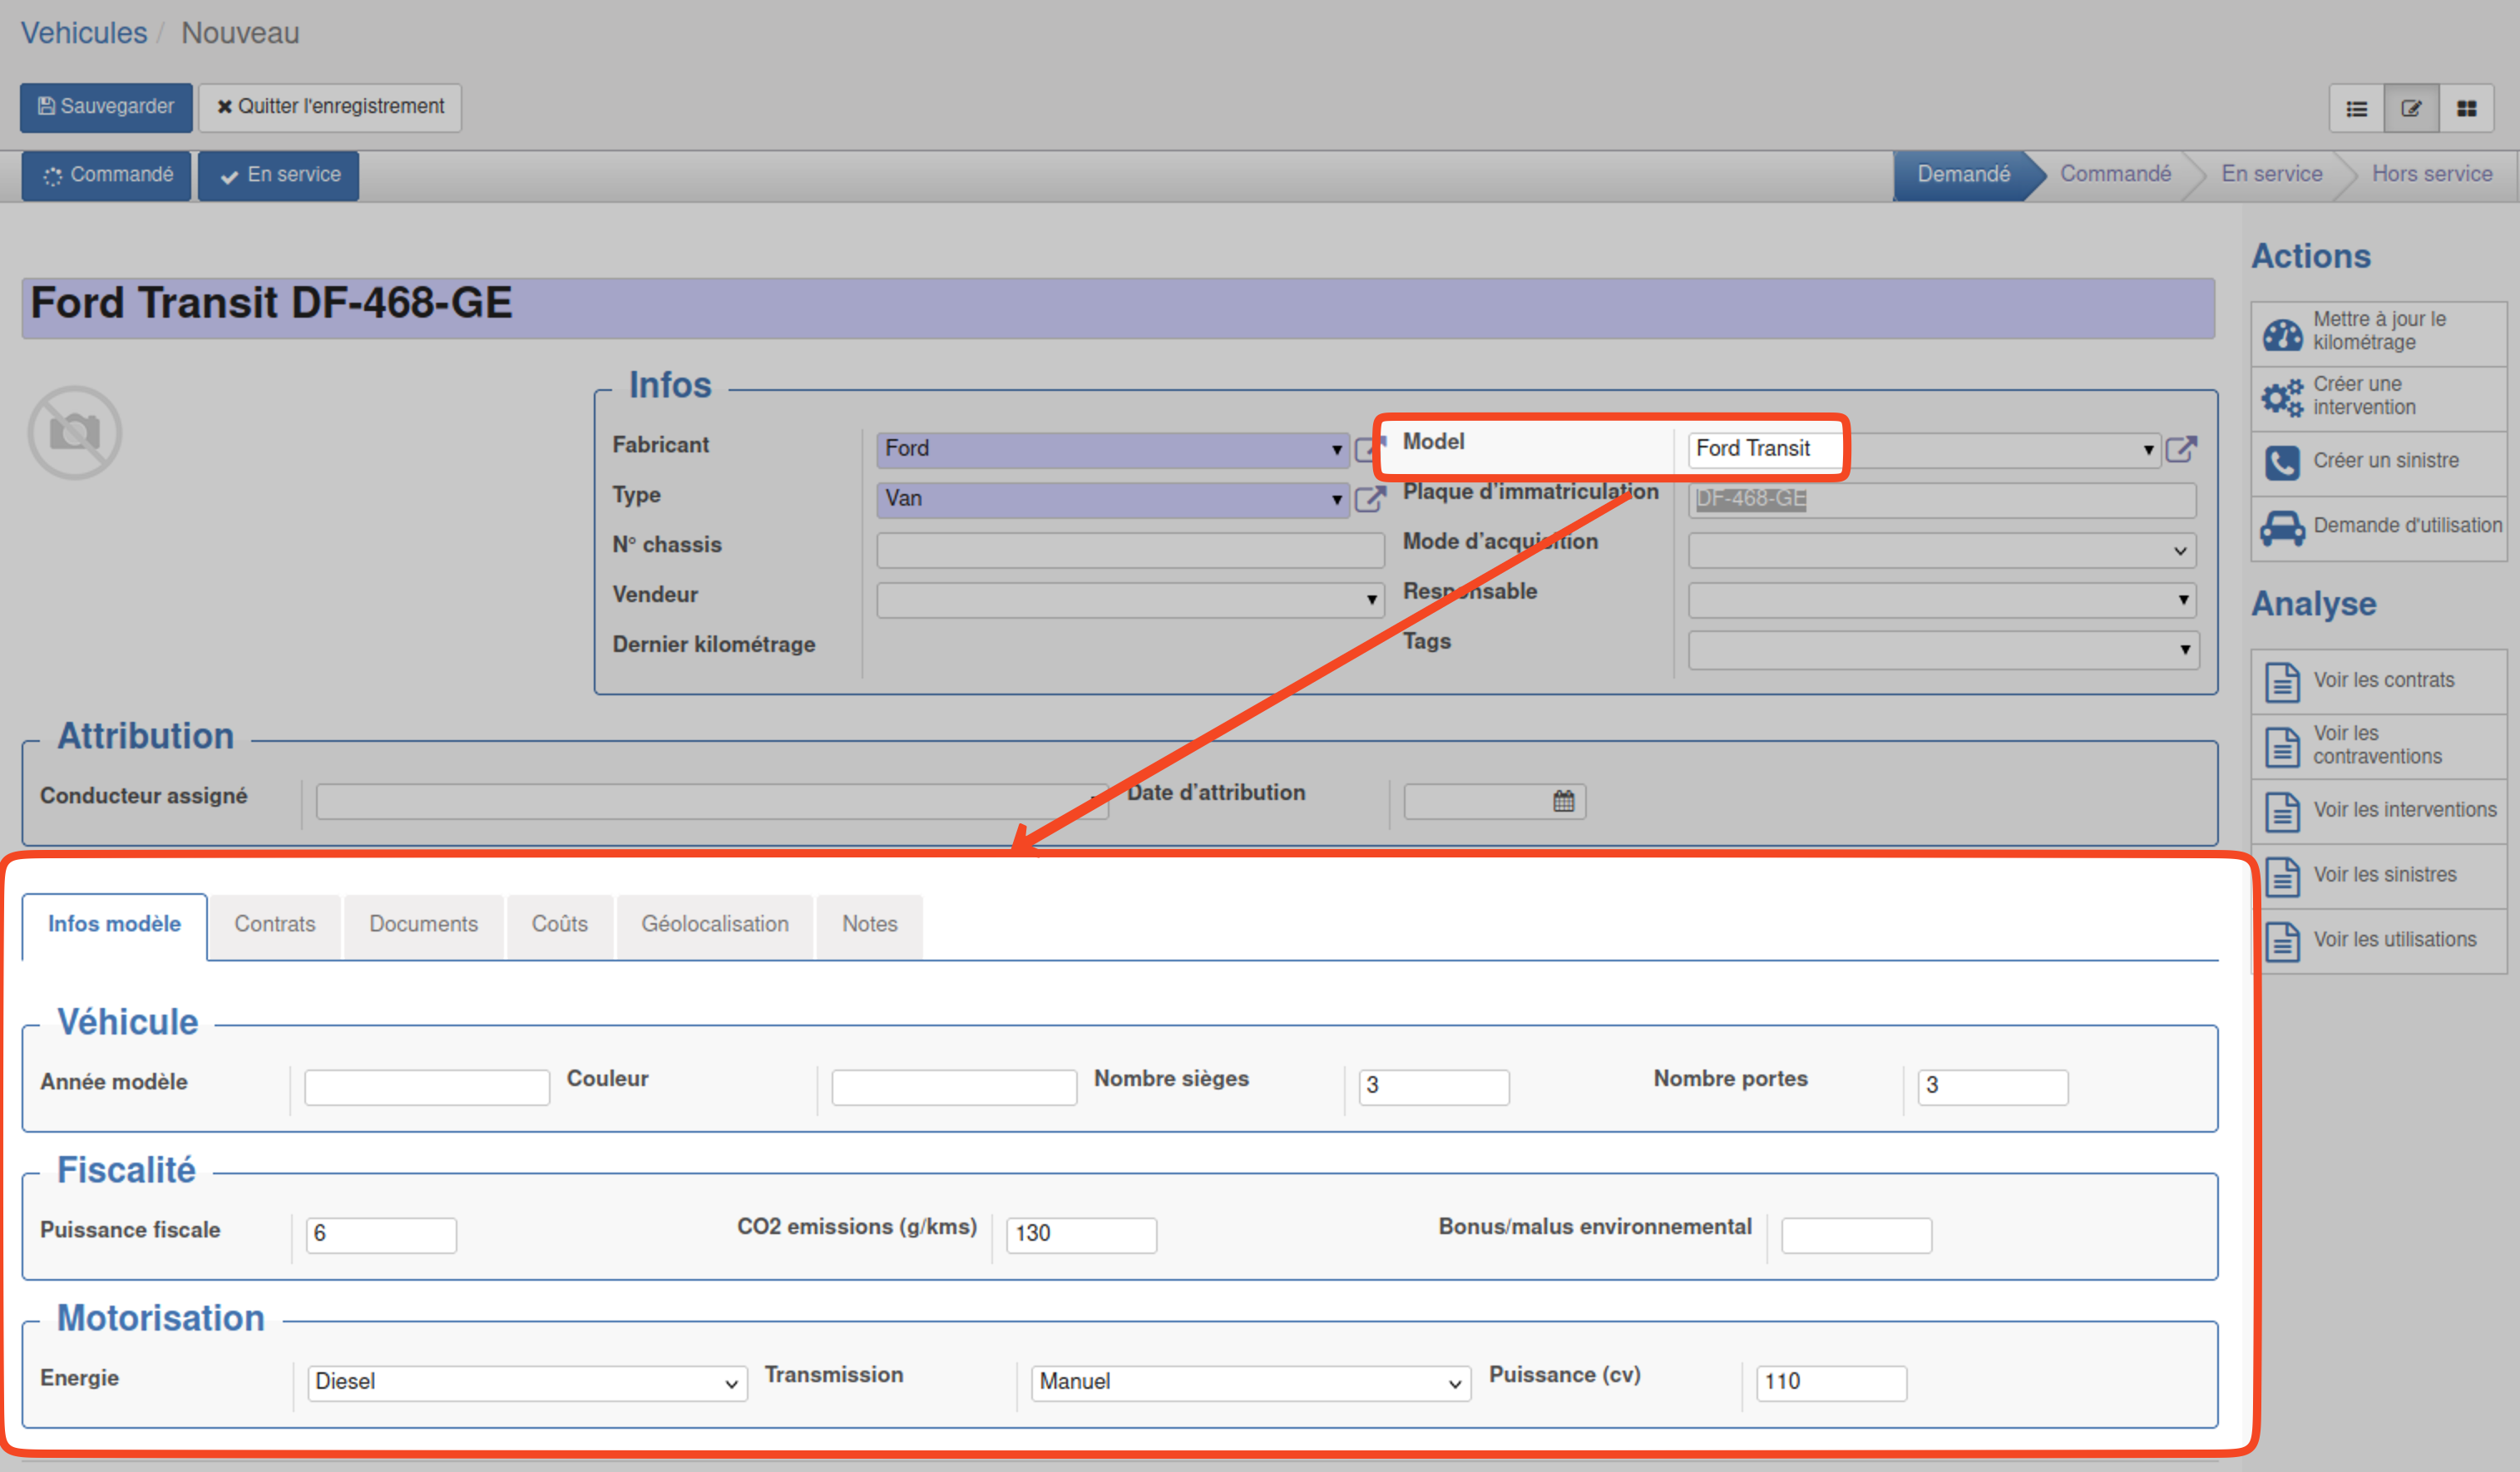 Vehicules / Nouveau
Sauvegarder Quitter l'enregistrement
Commandé En service Demandé Commandé En service Hors service
Ford Transit DF-468-GE
Infos
Fabricant Ford Model Ford Transit
Type Van Plaque d'immatriculation DF-468-GE
N° chassis Mode d'acquisition
Vendeur Responsable
Dernier kilométrage Tags
Attribution
Conducteur assigné Date d'attribution
Infos modèle Contrats Documents Coûts Géolocalisation Notes
Véhicule
Année modèle Couleur Nombre sièges 3 Nombre portes 3
Fiscalité
Puissance fiscale 6 CO2 emissions (g/kms) 130 Bonus/malus environnemental
Motorisation
Energie Diesel Transmission Manuel Puissance (cv) 110
Actions
Mettre à jour le
kilométrage
Créer une
intervention
Créer un sinistre
Demande d'utilisation
Analyse
Voir les contrats
Voir les
contraventions
Voir les interventions
Voir les sinistres
Voir les utilisations